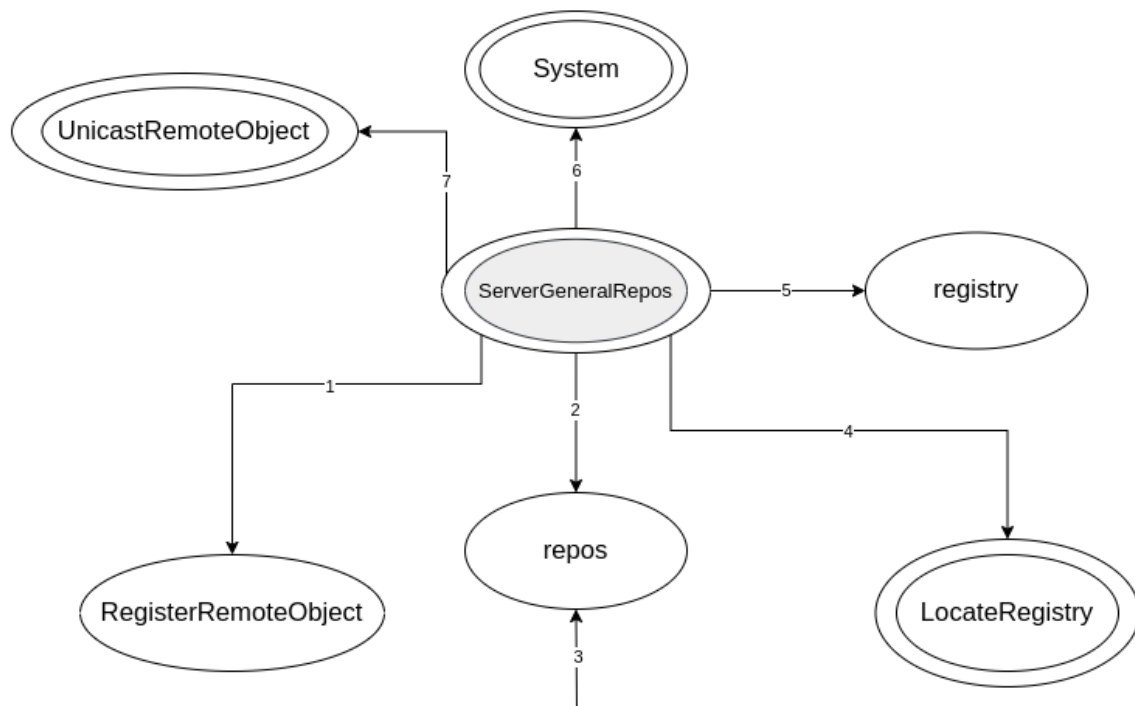 System
UnicastRemoteObject
7
6
ServerGeneralRepos
5
registry
1
2
4
repos
RegisterRemoteObject
LocateRegistry
3